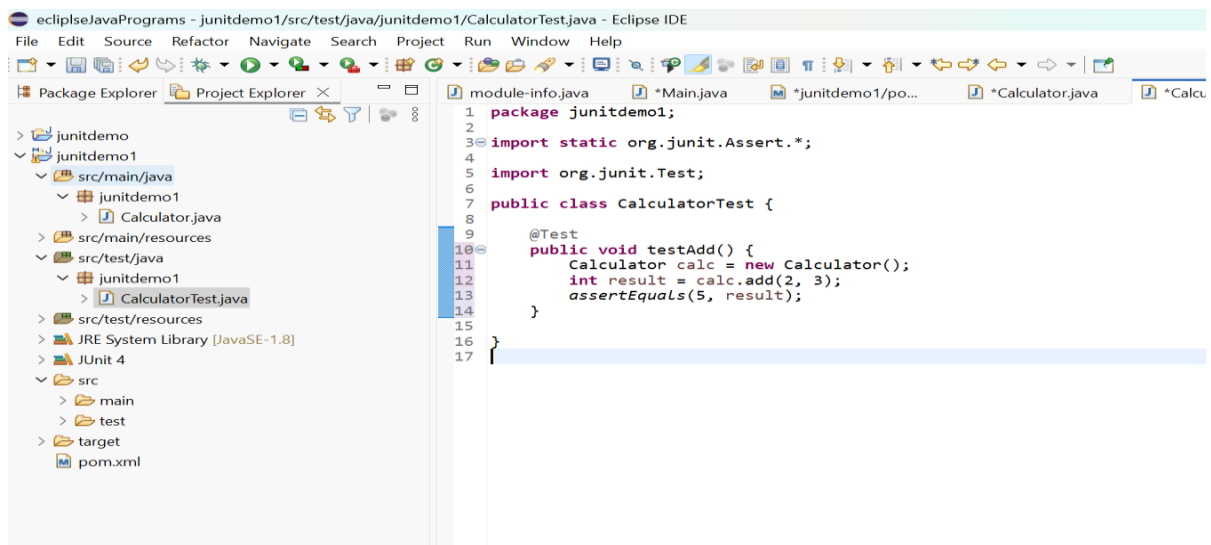 ecliplseJavaPrograms - junitdemo1/src/test/java/junitdemo1/CalculatorTest.java - Eclipse IDE
File Edit Source Refactor Navigate Search Project Run Window Help
Package Explorer Project Explorer
module-info.java *Main.java *junitdemo1/po... *Calculator.java *Calcu
junitdemo
junitdemo1
src/main/java
junitdemo1
Calculator.java
src/main/resources
src/test/java
junitdemo1
CalculatorTest.java
src/test/resources
JRE System Library [JavaSE-1.8]
JUnit 4
src
main
test
target
pom.xml
1 package junitdemo1;
2
3 import static org.junit.Assert.*;
4
5 import org.junit.Test;
6
7 public class CalculatorTest {
8
9 @Test
10 public void testAdd() {
11 Calculator calc = new Calculator();
12 int result = calc.add(2, 3);
13 assertEquals(5, result);
14 }
15
16 }
17